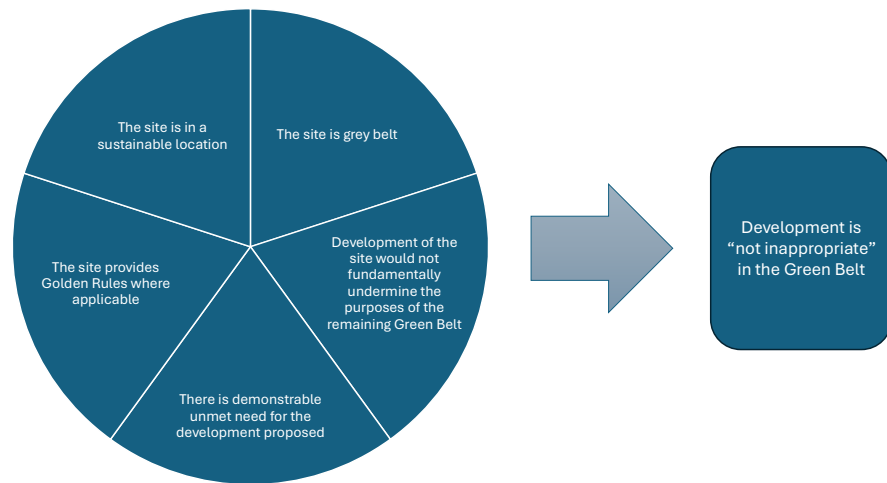 The site is in a
sustainable location
The site is grey belt
Development of the
site would not
fundamentally
undermine the
purposes of the
remaining Green Belt
There is demonstrable
unmet need for the
development proposed
The site provides
Golden Rules where
applicable
Development is
“not inappropriate”
in the Green Belt